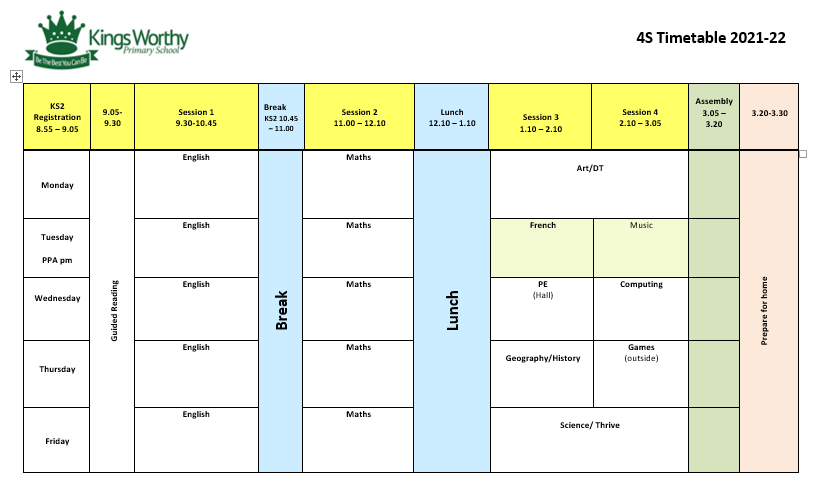 KingsWorthy
Primary School
Be The Best You Can Be
4S Timetable 2021-22
KS2
Registration
8.55 – 9.05
9.05-
9.30
Session 1
9.30-10.45
Break
KS2 10.45
– 11.00
Session 2
11.00 – 12.10
Lunch
12.10 – 1.10
Session 3
1.10 – 2.10
Session 4
2.10 – 3.05
Assembly
3.05 –
3.20
3.20-3.30
Guided Reading
Break
Lunch
Prepare for home
Monday
English
Maths
Art/DT
Tuesday
PPA pm
English
Maths
French
Music
Wednesday
English
Maths
PE
(Hall)
Computing
Thursday
English
Maths
Geography/History
Games
(outside)
Friday
English
Maths
Science/ Thrive